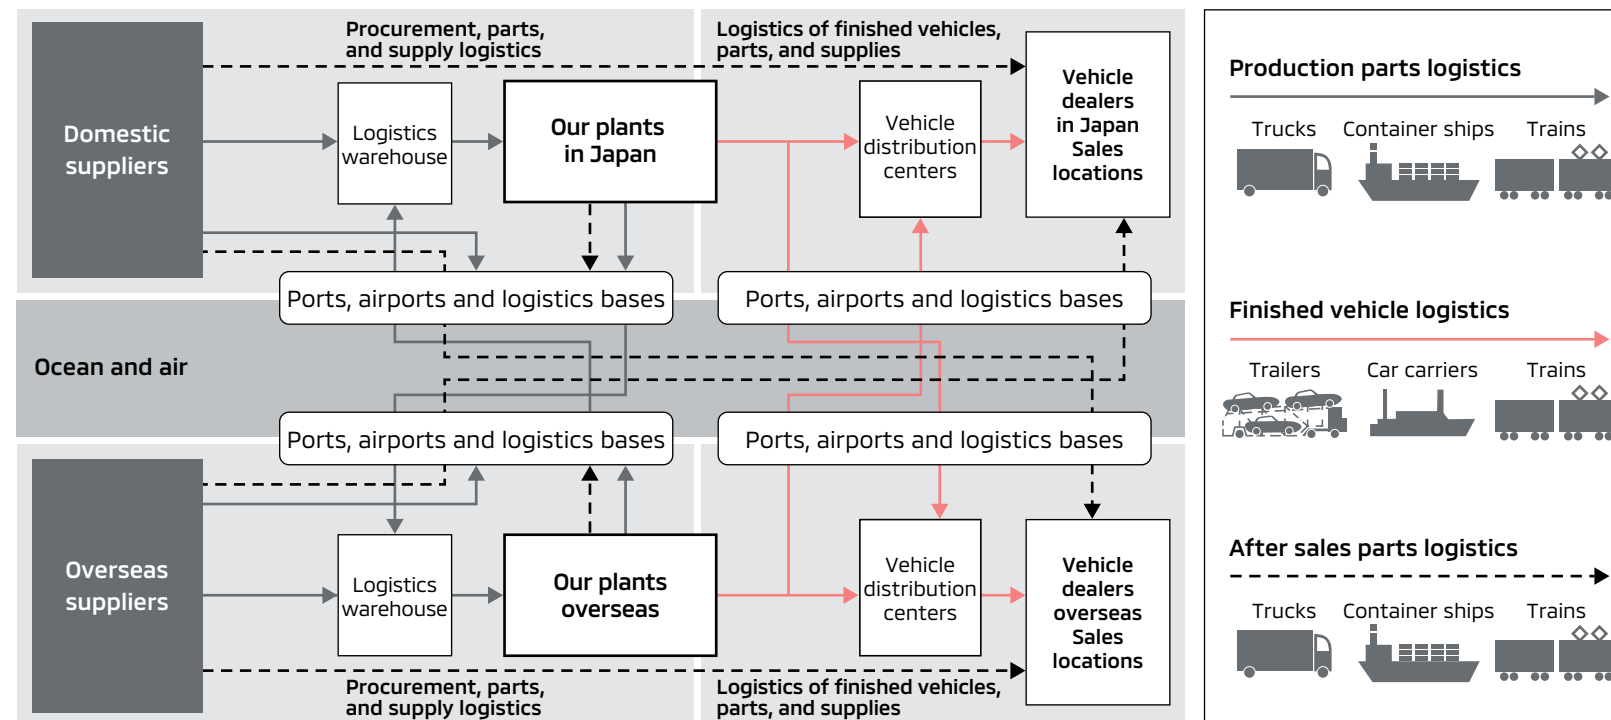 Procurement, parts,
and supply logistics
Logistics of finished vehicles,
parts, and supplies
Domestic
suppliers
Logistics
warehouse
Our plants
in Japan
Vehicle
distribution
centers
Vehicle
dealers
in Japan
Sales
locations
Ports, airports and logistics bases
Ports, airports and logistics bases
Ocean and air
Ports, airports and logistics bases
Ports, airports and logistics bases
Overseas
suppliers
Logistics
warehouse
Our plants
overseas
Vehicle
distribution
centers
Vehicle
dealers
overseas
Sales
locations
Procurement, parts,
and supply logistics
Logistics of finished vehicles,
parts, and supplies
Production parts logistics
Trucks Container ships Trains
Finished vehicle logistics
Trailers Car carriers Trains
After sales parts logistics
Trucks Container ships Trains